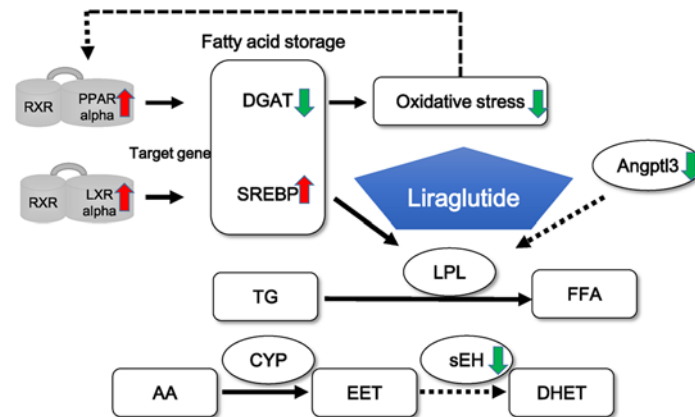 Fatty acid storage
RXR
PPAR
alpha
DGAT
Oxidative stress
Target gene
Angptl3
RXR
LXR
alpha
SREBP
Liraglutide
LPL
TG
FFA
CYP
sEH
AA
EET
DHET